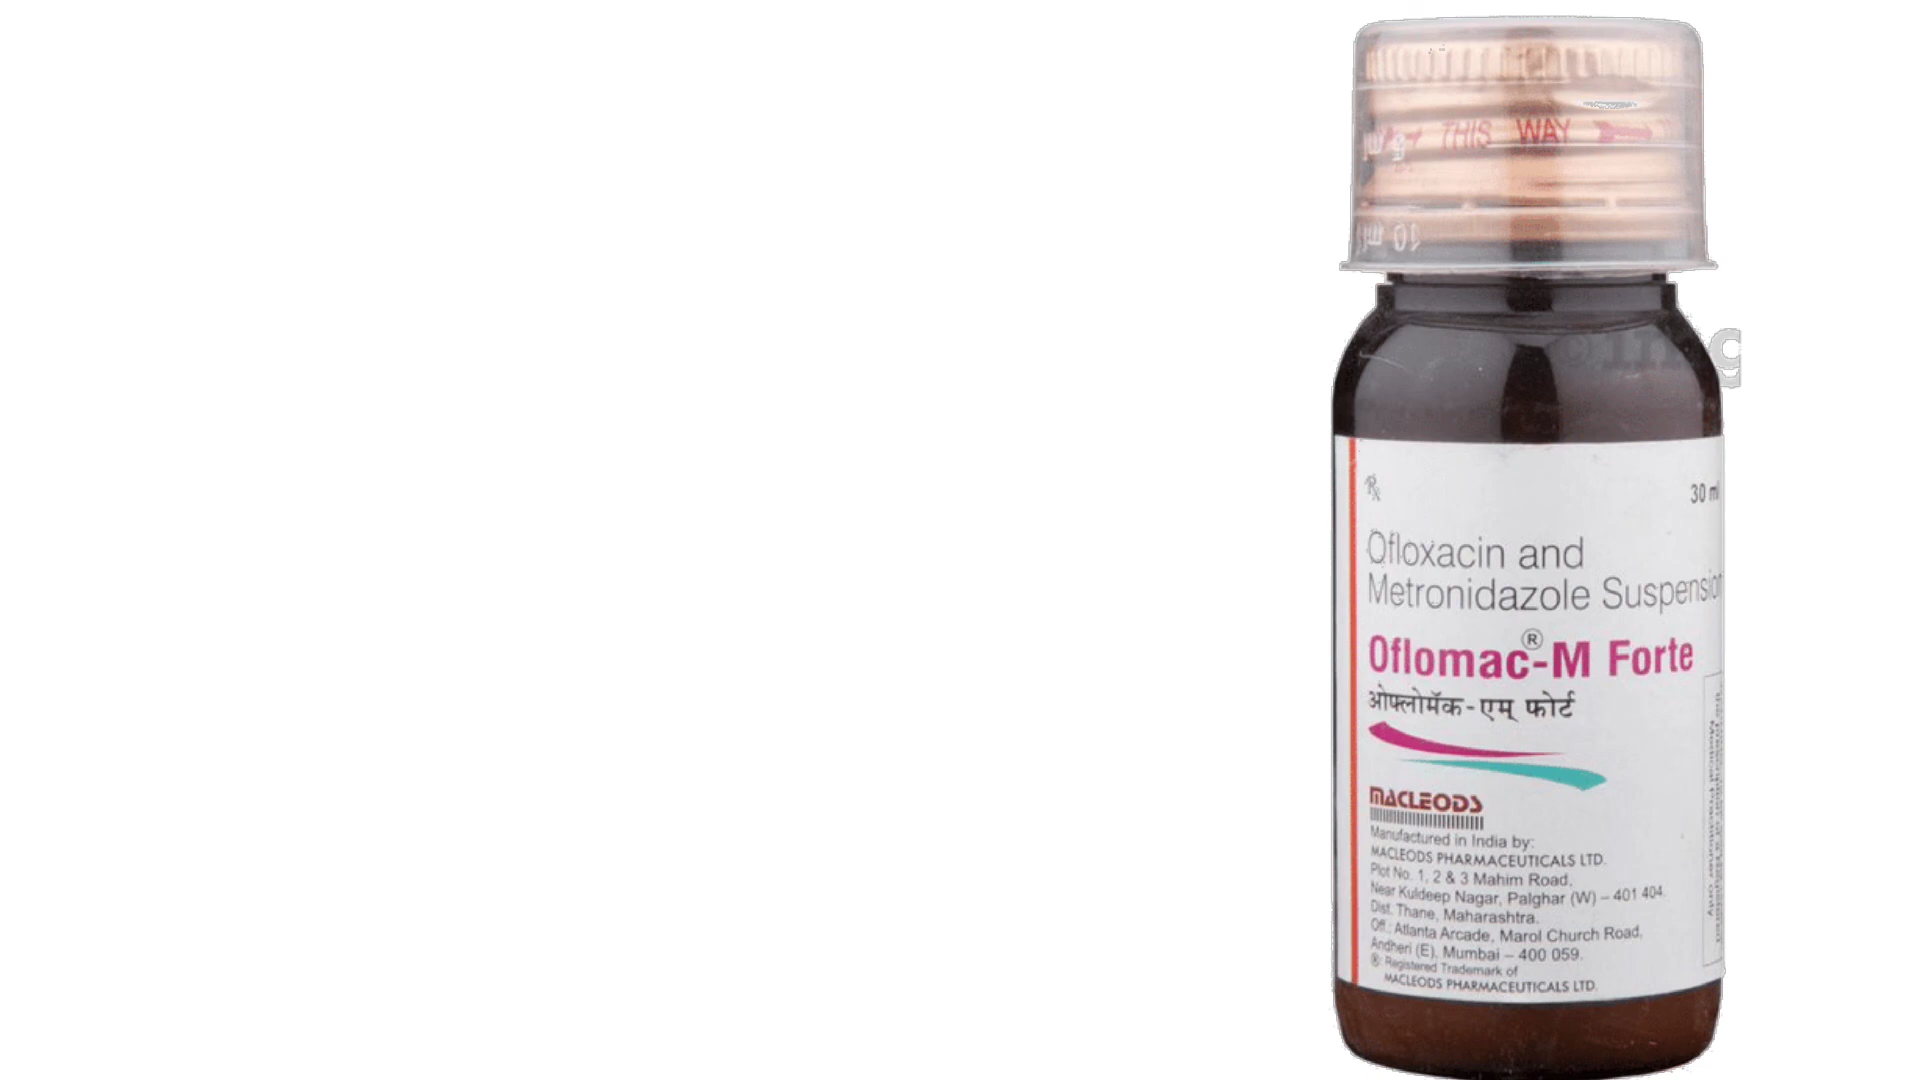 THIS WAY
10
Rx
30 ml
Ofloxacin and
Metronidazole Suspension
Oflomac®-M Forte
ओफ्लोमॅक-एम् फोर्ट
MACLEODS
Manufactured in India by:
MACLEODS PHARMACEUTICALS LTD.
Plot No. 1, 2 & 3 Mahim Road,
Near Kuldeep Nagar, Palghar (W) – 401 404.
Dist. Thane, Maharashtra.
Off.: Atlanta Arcade, Marol Church Road,
Andheri (E), Mumbai – 400 059.
®: Registered Trademark of
MACLEODS PHARMACEUTICALS LTD.